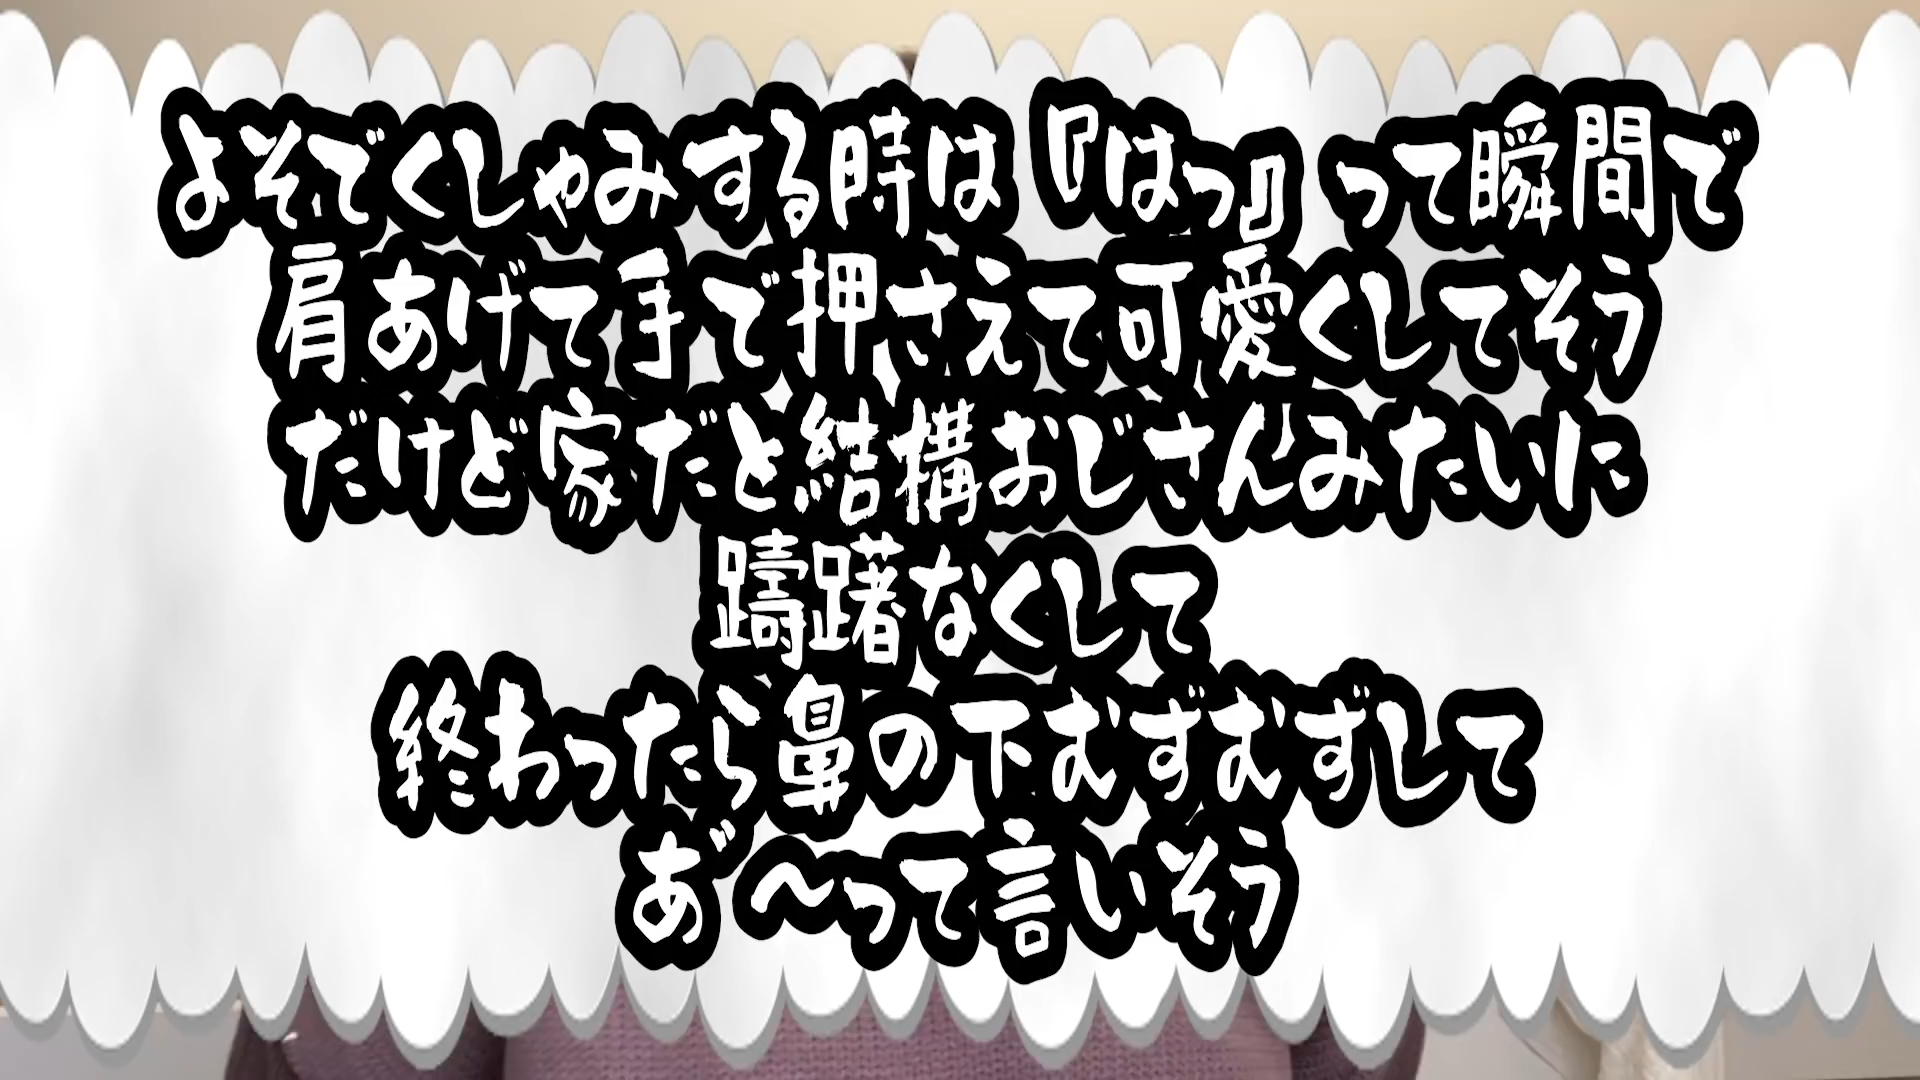 よそでくしゃみする時は『はっ』って瞬間で
肩あげて手で押さえて可愛くしてそう
だけど家だと結構おじさんみたいに
躊躇なくして
終わったら鼻の下むずむずして
あ゛〜って言いそう